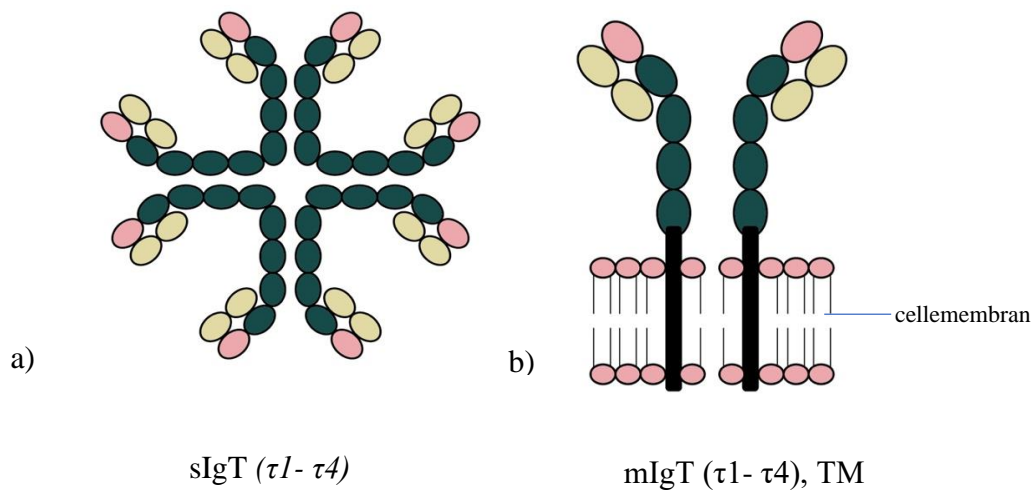 cellemembran
a)
b)
sIgT (τ1- τ4)
mIgT (τ1- τ4), TM